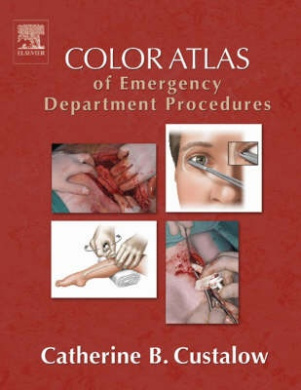 ELSEVIER
COLOR ATLAS
of Emergency
Department Procedures
Catherine B. Custalow